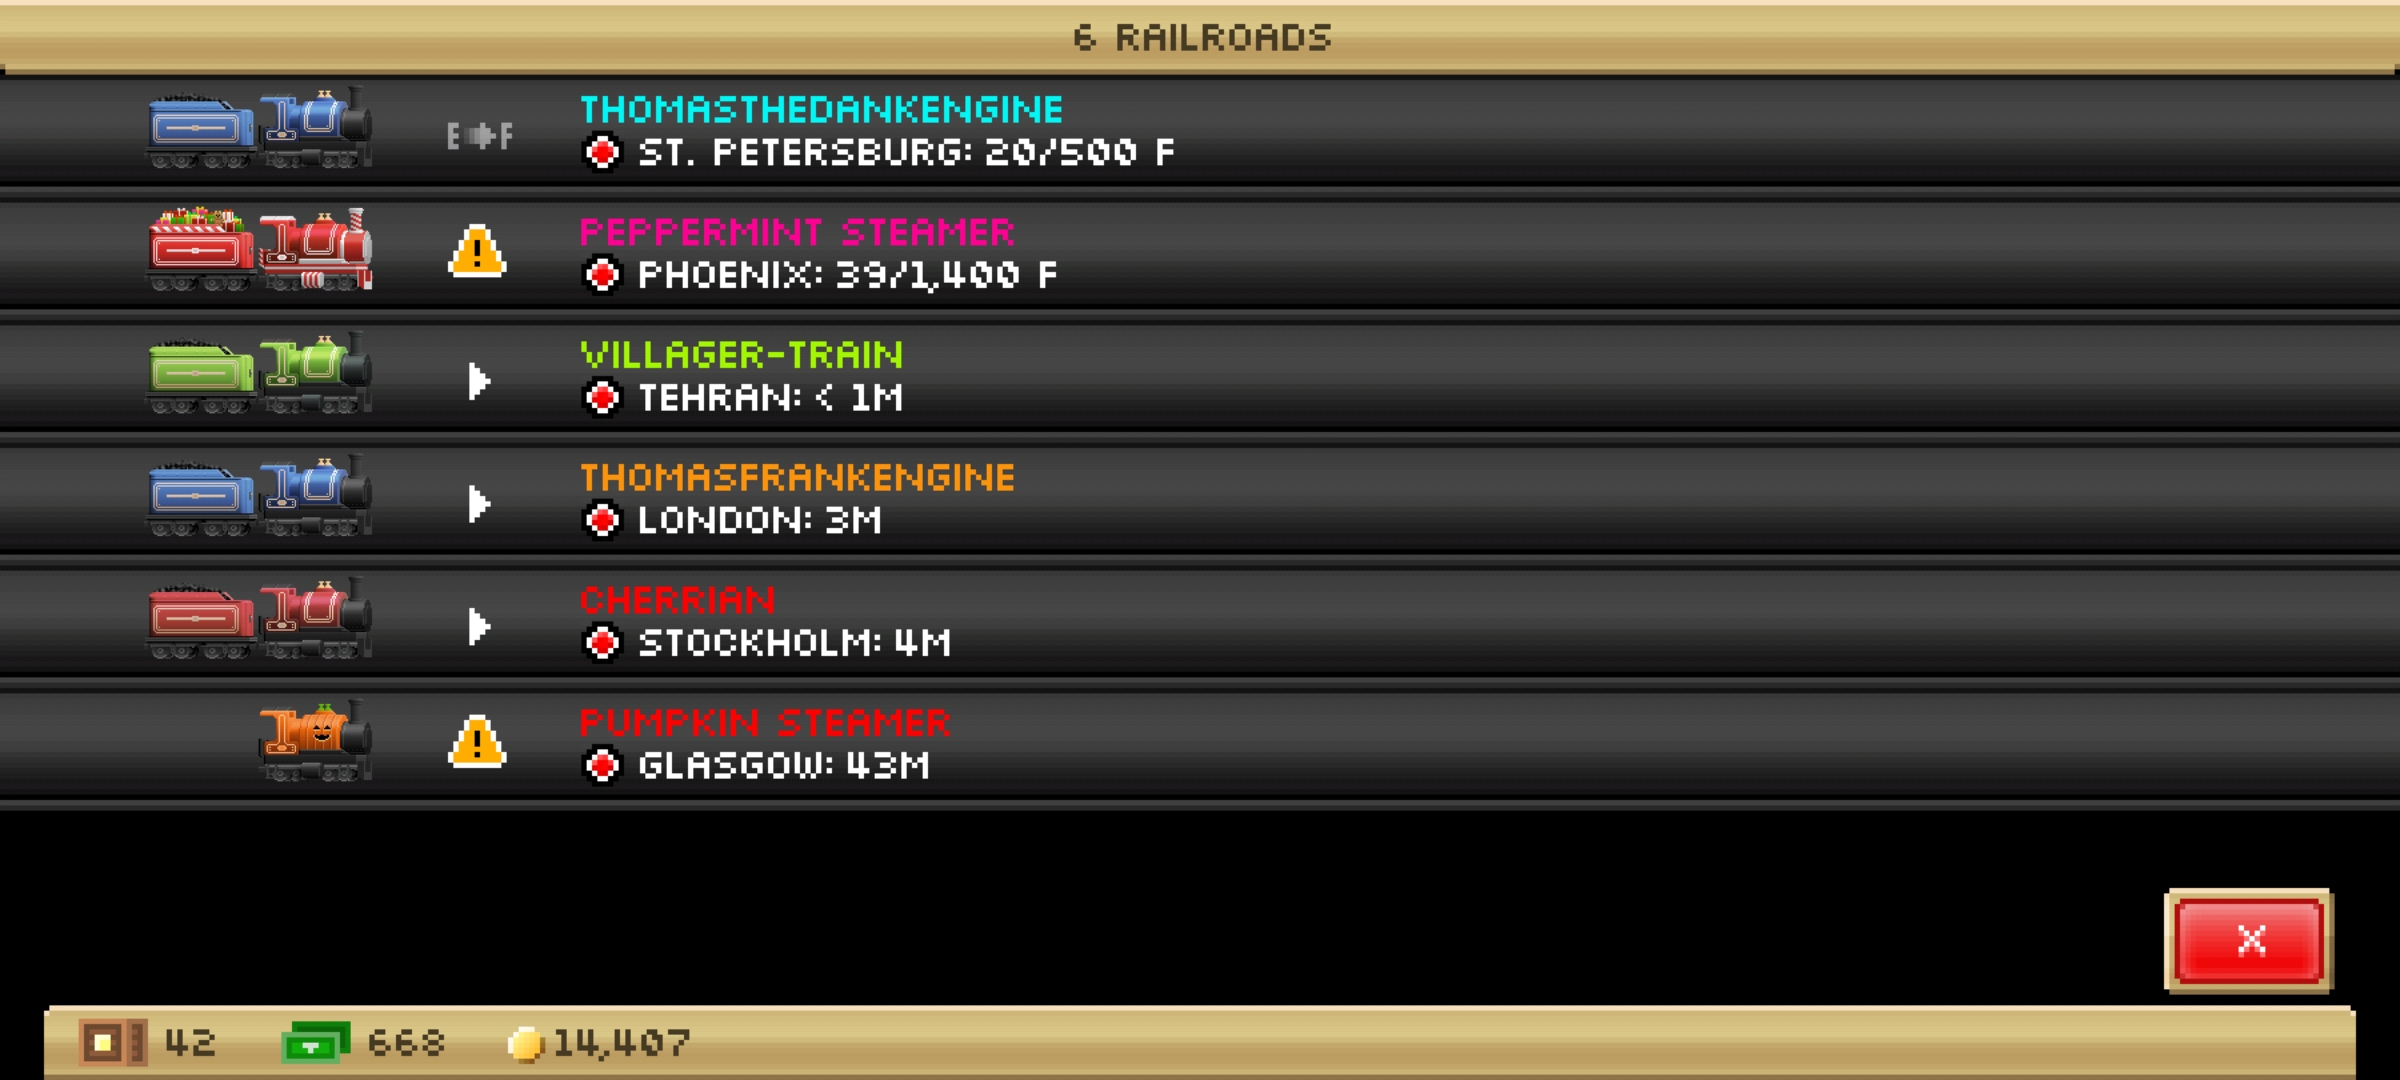 6 RAILROADS
E F
THOMASTHEDANKENGINE
ST. PETERSBURG: 20/500 F
!
PEPPERMINT STEAMER
PHOENIX: 39/1,400 F
VILLAGER-TRAIN
TEHRAN: < 1M
THOMASFRANKENGINE
LONDON: 3M
CHERRIAN
STOCKHOLM: 4M
!
PUMPKIN STEAMER
GLASGOW: 43M
X
42 668 14,407